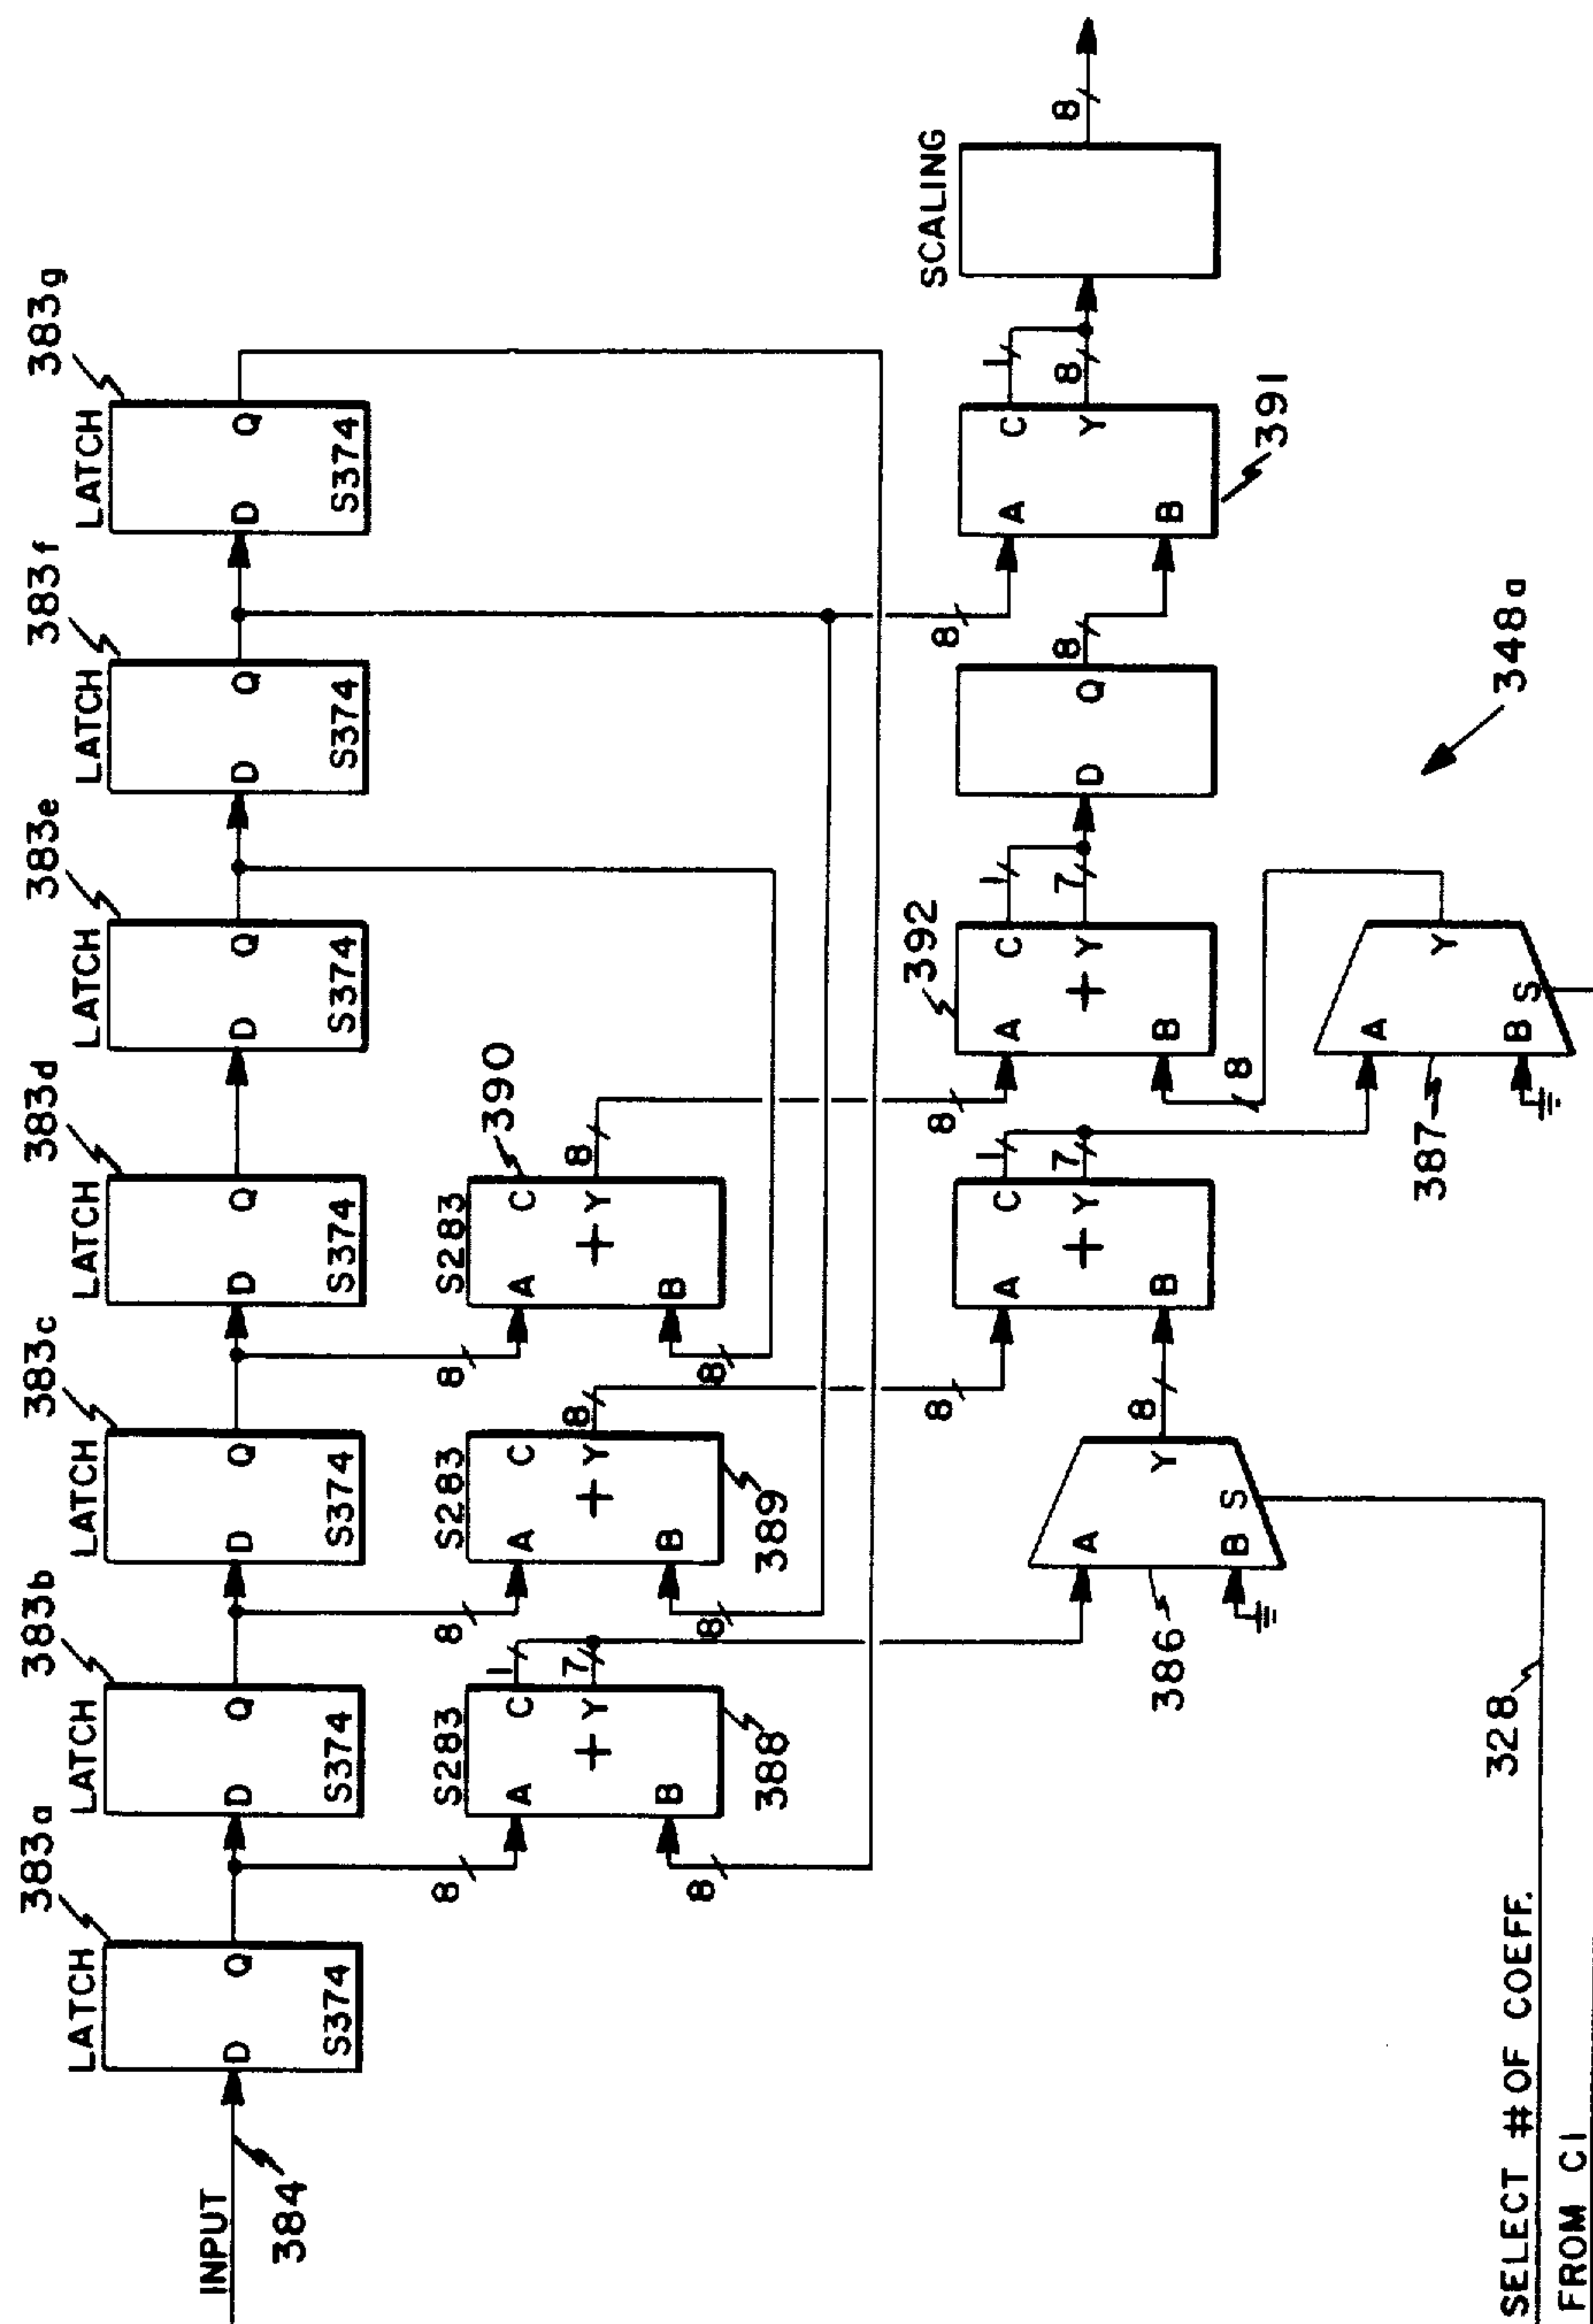 383a 383b 383c 383d 383e 383f 383g
LATCH LATCH LATCH LATCH LATCH LATCH LATCH
INPUT
384
D Q D Q D Q D Q D Q D Q D Q
S374 S374 S374 S374 S374 S374 S374
S283 S283 S283 390
8 A + C Y 1 7 8 A + C Y 8 8 A + C Y 8
8 B 8 B 8 B
388 389
SCALING
392
8 A + C Y 1 7 8 A + C Y 1 7 D Q 8 8 A C Y 1 8 8
B B B
391
A B S Y 8
386
A B S Y 8
387
348a
328
SELECT # OF COEFF.
FROM C1